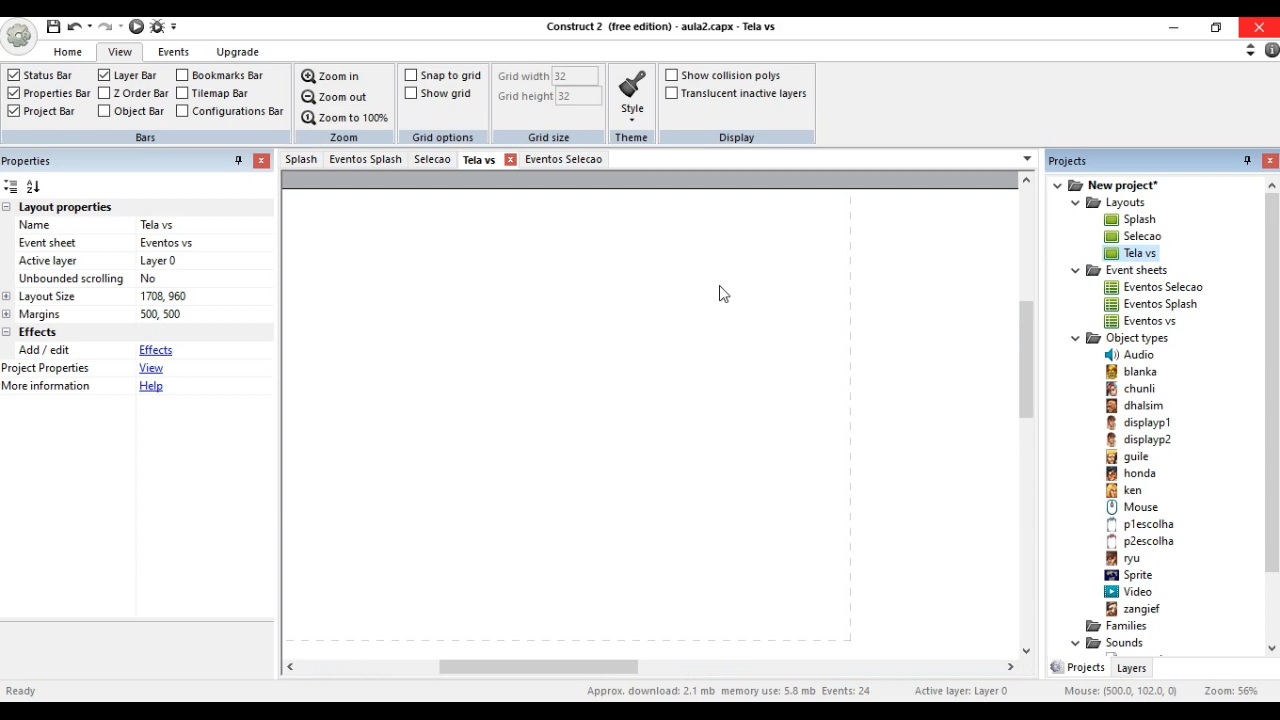 Construct 2 (free edition) - aula2.capx - Tela vs
Home View Events Upgrade
Status Bar Layer Bar Bookmarks Bar Zoom in Snap to grid Grid width 32 Show collision polys
Properties Bar Z Order Bar Tilemap Bar Zoom out Show grid Grid height 32 Translucent inactive layers
Project Bar Object Bar Configurations Bar Zoom to 100% Style
Bars Zoom Grid options Grid size Theme Display
Properties Splash Eventos Splash Selecao Tela vs Eventos Selecao Projects
Layout properties
Name Tela vs
Event sheet Eventos vs
Active layer Layer 0
Unbounded scrolling No
Layout Size 1708, 960
Margins 500, 500
Effects
Add / edit Effects
Project Properties View
More information Help
New project*
Layouts
Splash
Selecao
Tela vs
Event sheets
Eventos Selecao
Eventos Splash
Eventos vs
Object types
Audio
blanka
chunli
dhalsim
displayp1
displayp2
guile
honda
ken
Mouse
p1escolha
p2escolha
ryu
Sprite
Video
zangief
Families
Sounds
Projects Layers
Ready Approx. download: 2.1 mb memory use: 5.8 mb Events: 24 Active layer: Layer 0 Mouse: (500.0, 102.0, 0) Zoom: 56%